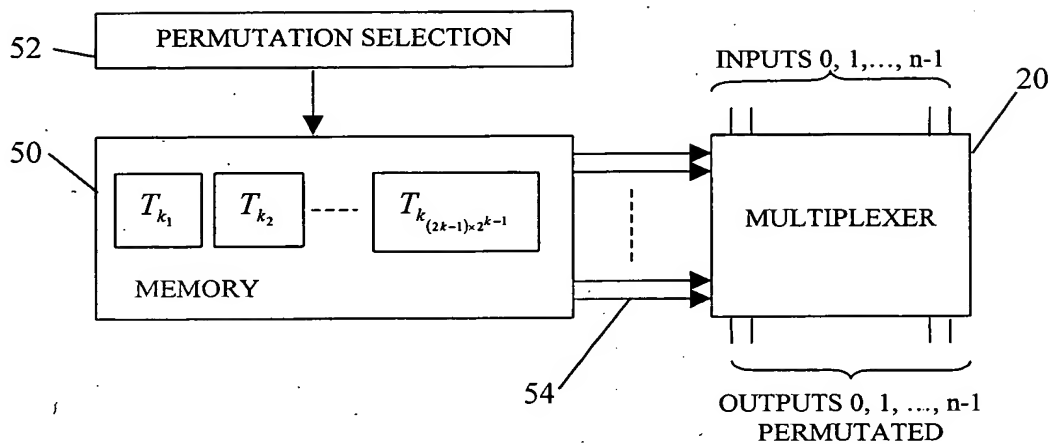 52
PERMUTATION SELECTION
INPUTS 0, 1,..., n-1
20
50
T_{k_1} T_{k_2} T_{k_{(2k-1)×2^{k-1}}}
MULTIPLEXER
MEMORY
54
OUTPUTS 0, 1, ..., n-1
PERMUTATED